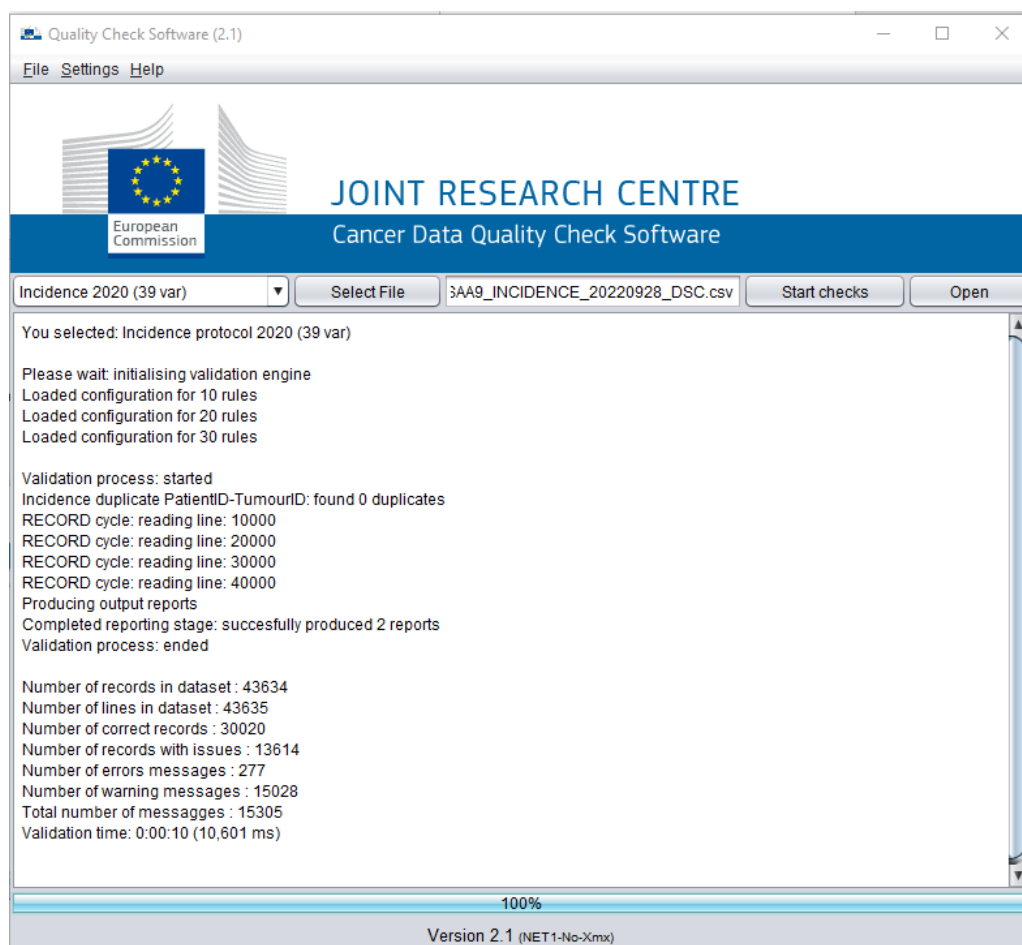 Quality Check Software (2.1)
File Settings Help
European
Commission
JOINT RESEARCH CENTRE
Cancer Data Quality Check Software
Incidence 2020 (39 var) Select File 3AA9_INCIDENCE_20220928_DSC.csv Start checks Open
You selected: Incidence protocol 2020 (39 var)
Please wait: initialising validation engine
Loaded configuration for 10 rules
Loaded configuration for 20 rules
Loaded configuration for 30 rules
Validation process: started
Incidence duplicate PatientID-TumourID: found 0 duplicates
RECORD cycle: reading line: 10000
RECORD cycle: reading line: 20000
RECORD cycle: reading line: 30000
RECORD cycle: reading line: 40000
Producing output reports
Completed reporting stage: succesfully produced 2 reports
Validation process: ended
Number of records in dataset : 43634
Number of lines in dataset : 43635
Number of correct records : 30020
Number of records with issues : 13614
Number of errors messages : 277
Number of warning messages : 15028
Total number of messagges : 15305
Validation time: 0:00:10 (10,601 ms)
100%
Version 2.1 (NET1-No-Xmx)